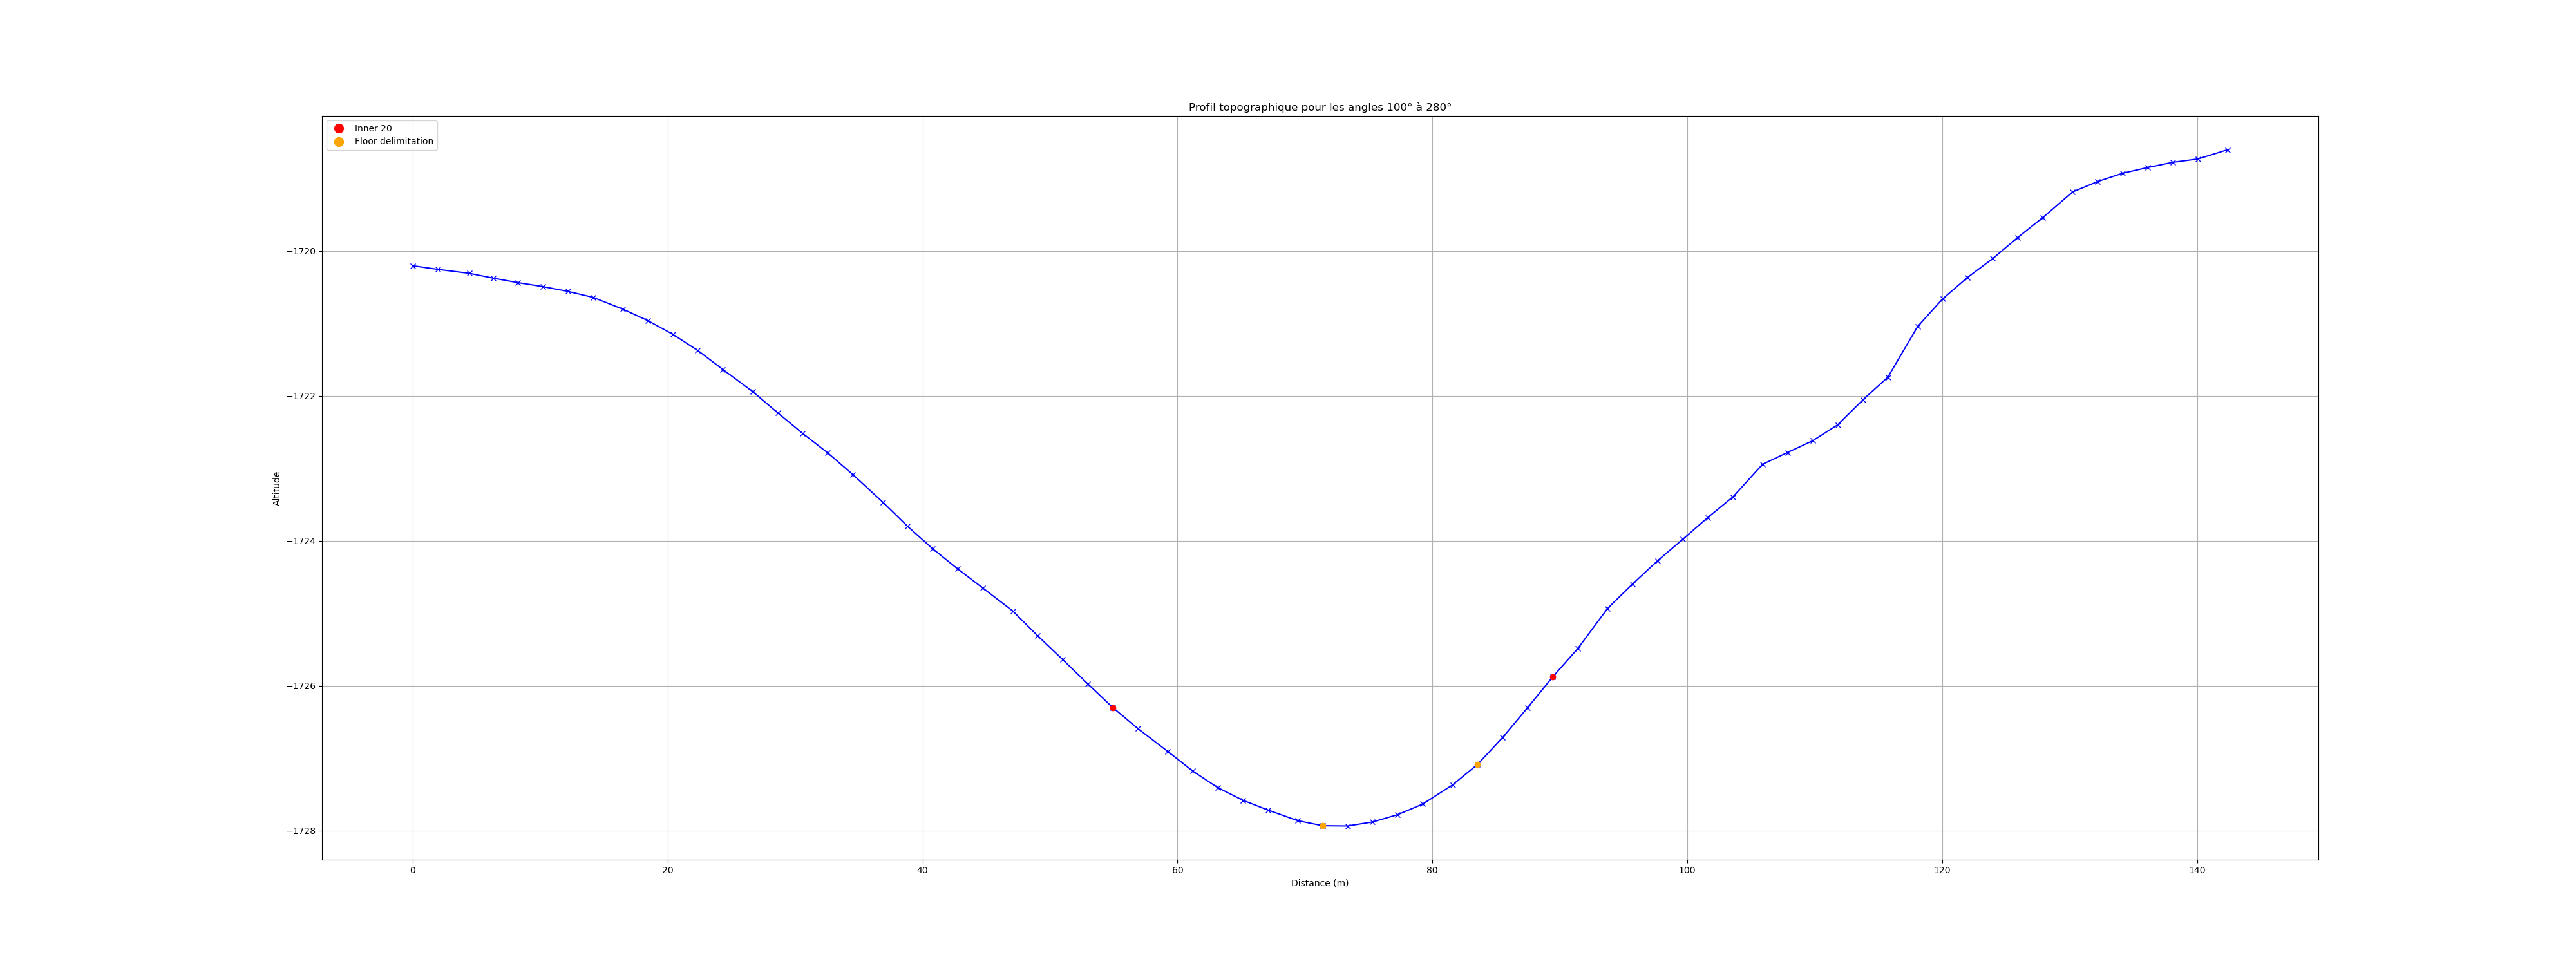 Profil topographique pour les angles 100° à 280°
Inner 20
Floor delimitation
Altitude
−1720
−1722
−1724
−1726
−1728
0 20 40 60 80 100 120 140
Distance (m)